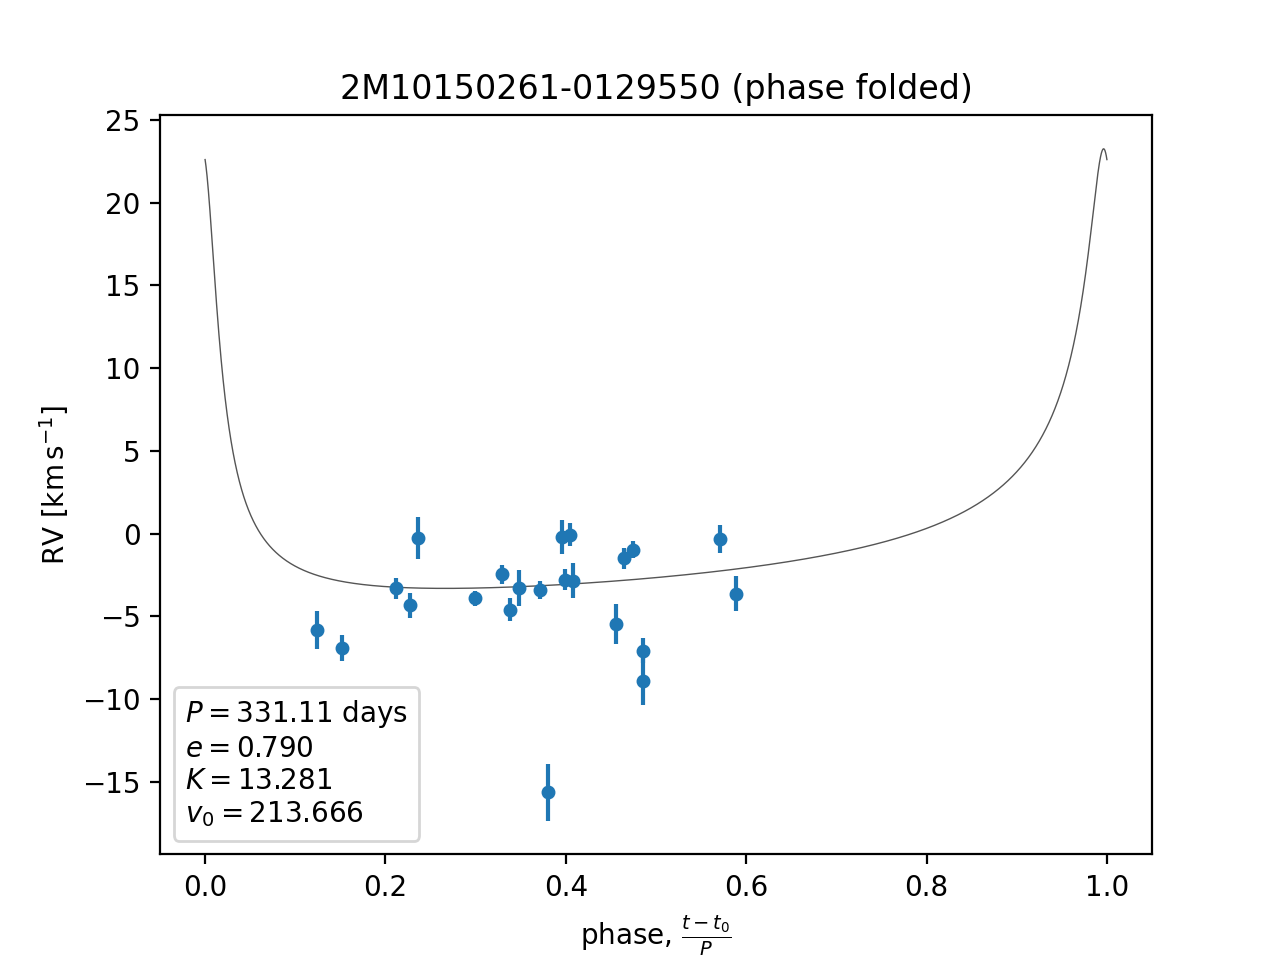 2M10150261-0129550 (phase folded)
25
20
15
10
5
0
−5
−10
−15
RV [km s⁻¹]
P = 331.11 days
e = 0.790
K = 13.281
v₀ = 213.666
0.0 0.2 0.4 0.6 0.8 1.0
phase, (t − t₀)/P